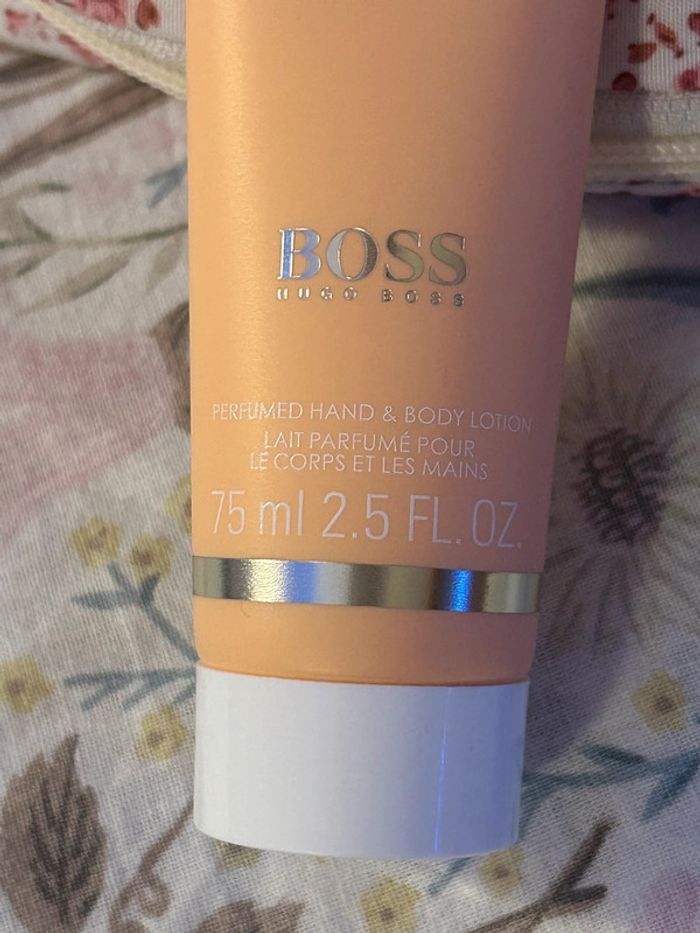 BOSS
HUGO BOSS
PERFUMED HAND & BODY LOTION
LAIT PARFUMÉ POUR
LE CORPS ET LES MAINS
75 ml 2.5 FL. OZ.